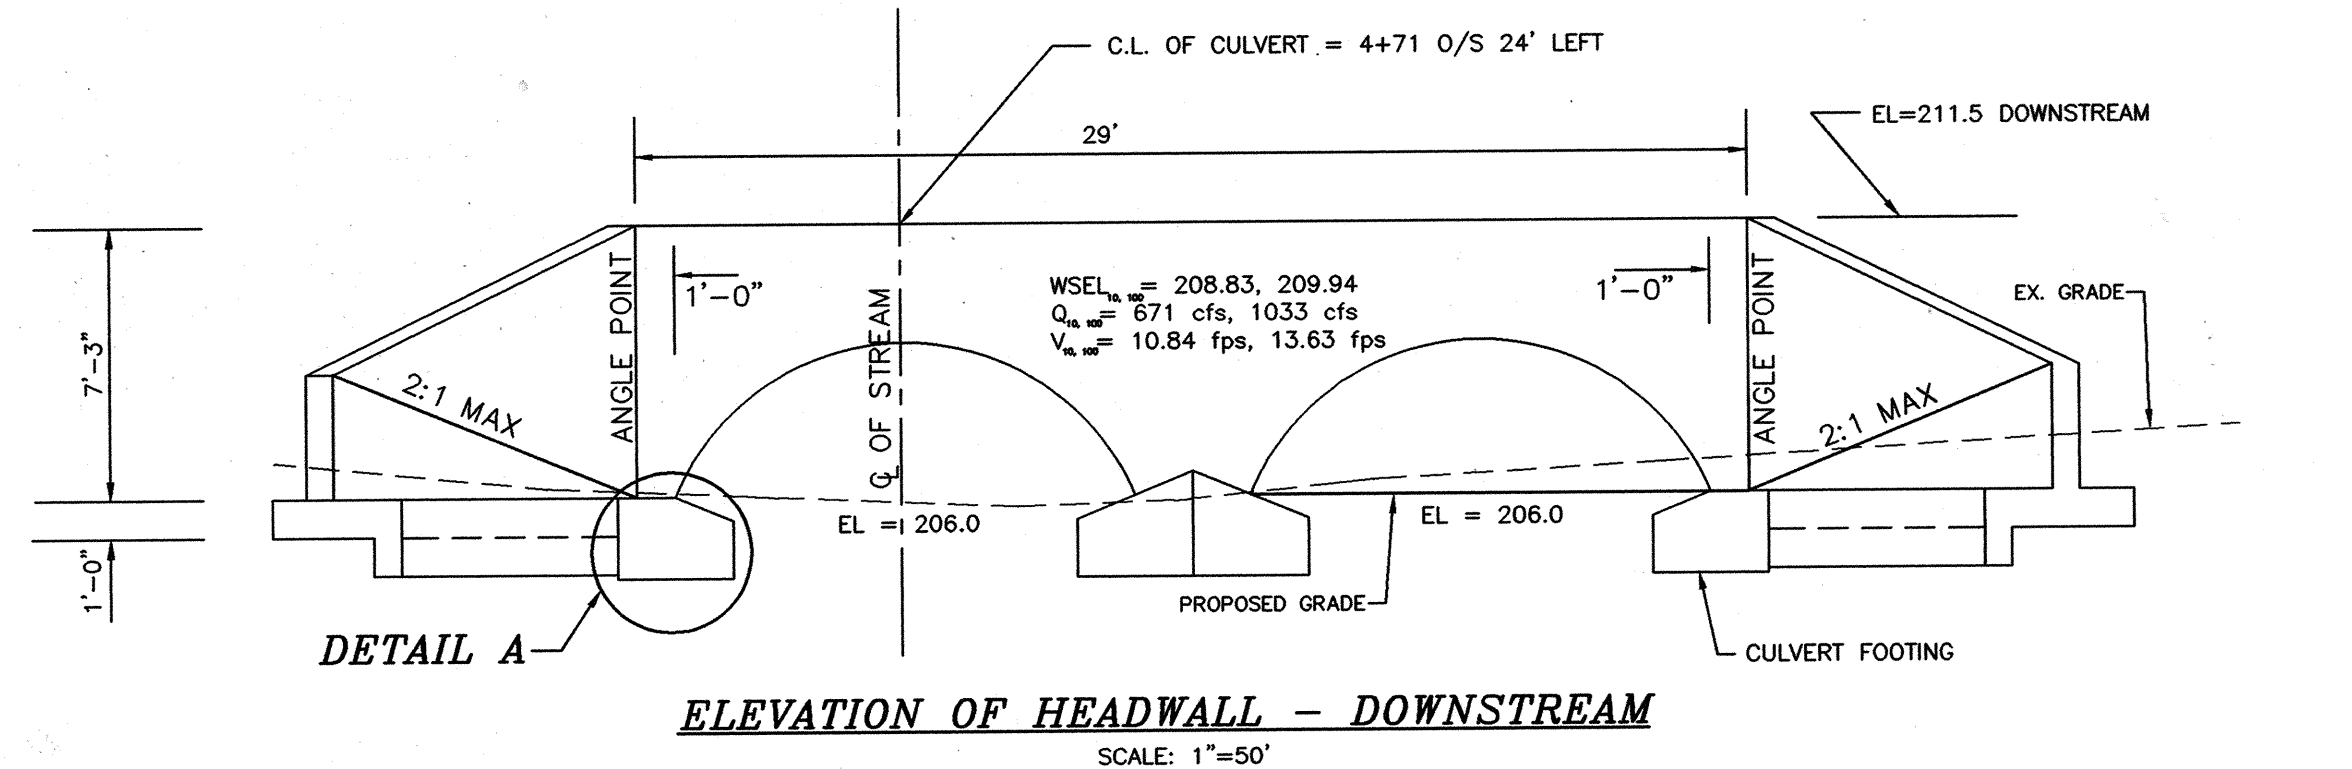 C.L. OF CULVERT = 4+71 O/S 24' LEFT
EL=211.5 DOWNSTREAM
29'
ANGLE POINT
1'-0"
℄ OF STREAM
WSEL10, 100= 208.83, 209.94
Q10, 100= 671 cfs, 1033 cfs
V10, 100= 10.84 fps, 13.63 fps
1'-0"
ANGLE POINT
EX. GRADE
7'-3"
2:1 MAX
2:1 MAX
EL = 206.0
EL = 206.0
1'-0"
PROPOSED GRADE
DETAIL A
CULVERT FOOTING
ELEVATION OF HEADWALL - DOWNSTREAM
SCALE: 1"=50'